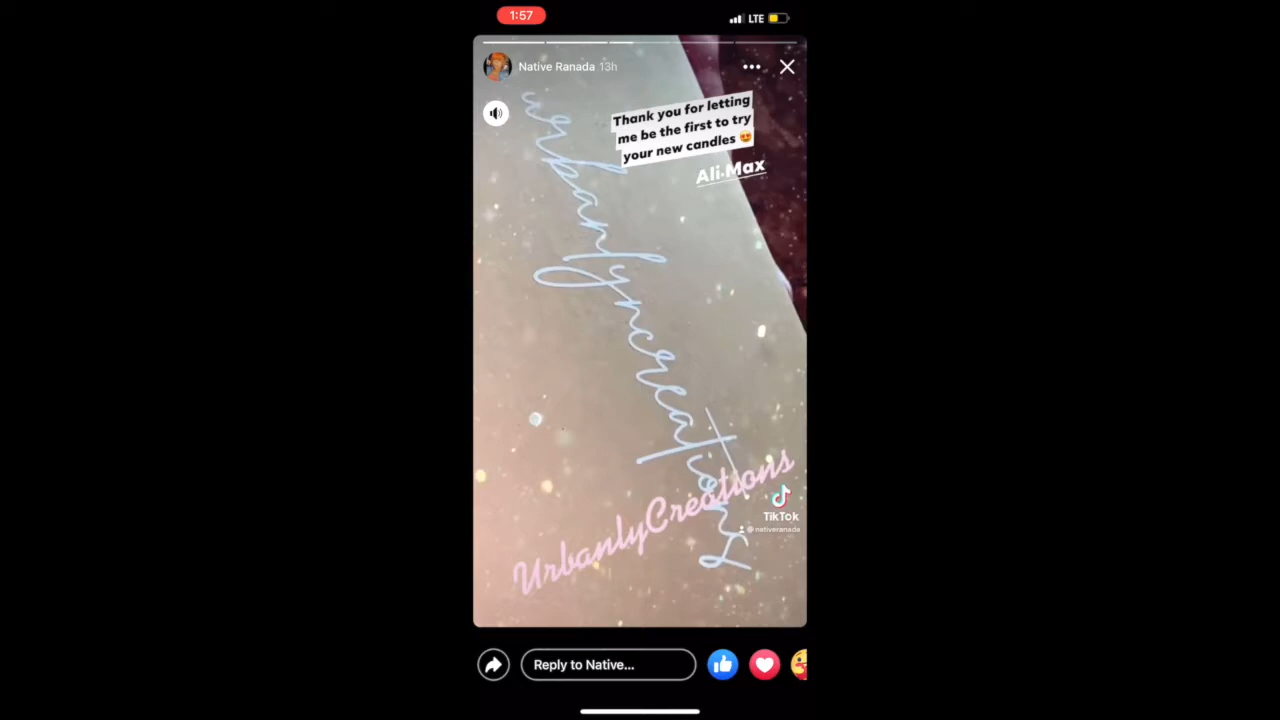 1:57
LTE
Native Ranada 13h
Thank you for letting
me be the first to try
your new candles 😍
Ali.Max
urbanlyncreations
UrbanlyCreations
TikTok
@nativeranada
Reply to Native...